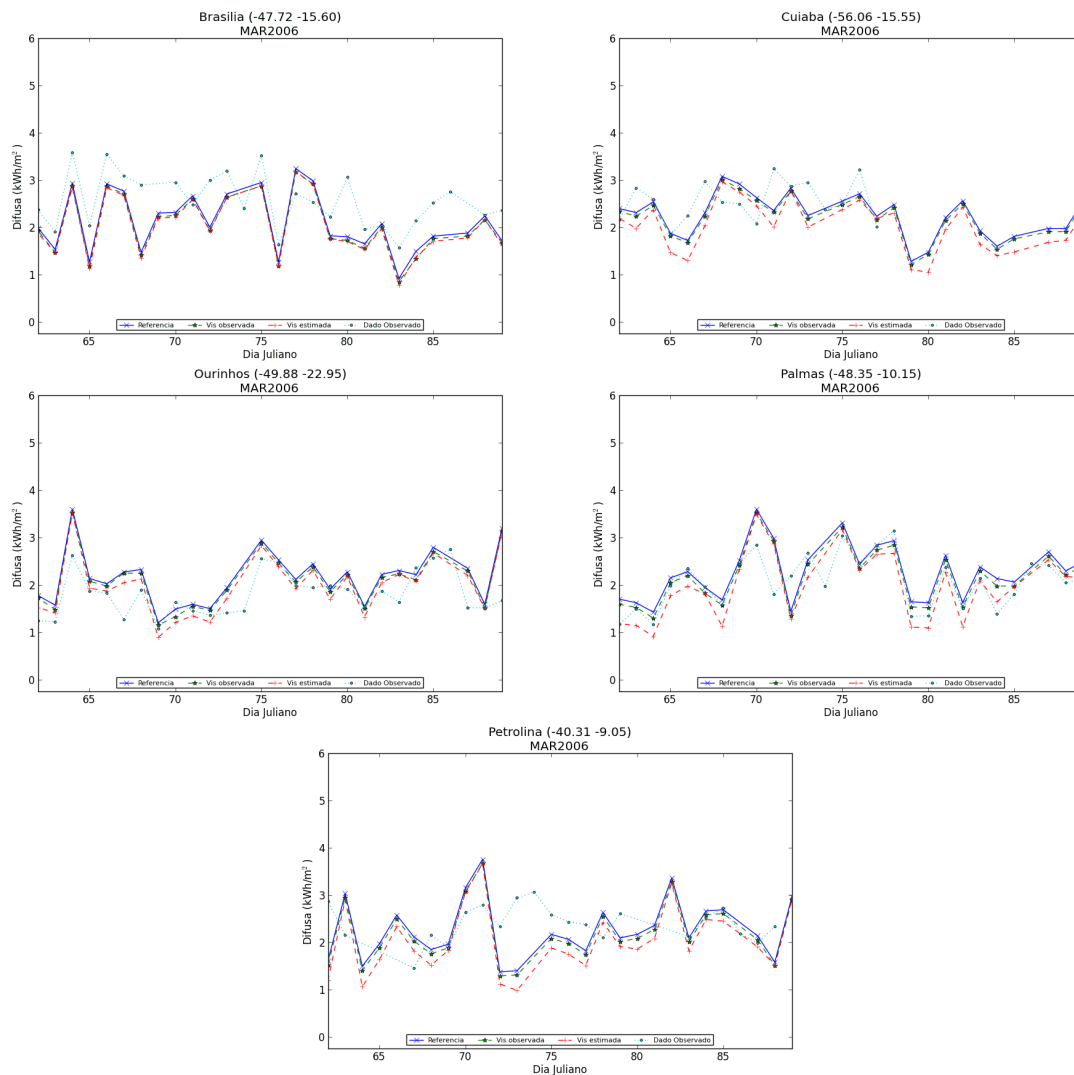 Brasilia (-47.72 -15.60)
MAR2006
6
5
4
3
2
1
0
Difusa (kWh/m² )
Referencia Vis observada Vis estimada Dado Observado
65 70 75 80 85
Dia Juliano
Cuiaba (-56.06 -15.55)
MAR2006
6
5
4
3
2
1
0
Difusa (kWh/m² )
Referencia Vis observada Vis estimada Dado Observado
65 70 75 80 85
Dia Juliano
Ourinhos (-49.88 -22.95)
MAR2006
6
5
4
3
2
1
0
Difusa (kWh/m² )
Referencia Vis observada Vis estimada Dado Observado
65 70 75 80 85
Dia Juliano
Palmas (-48.35 -10.15)
MAR2006
6
5
4
3
2
1
0
Difusa (kWh/m² )
Referencia Vis observada Vis estimada Dado Observado
65 70 75 80 85
Dia Juliano
Petrolina (-40.31 -9.05)
MAR2006
6
5
4
3
2
1
0
Difusa (kWh/m² )
Referencia Vis observada Vis estimada Dado Observado
65 70 75 80 85
Dia Juliano